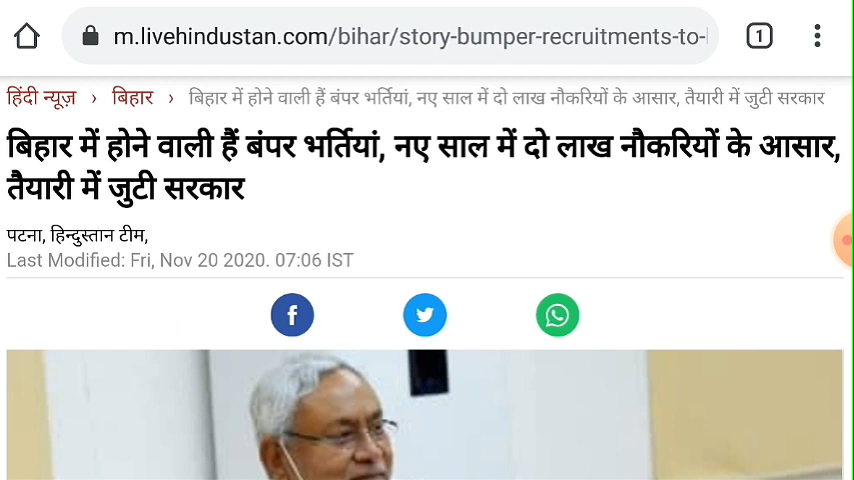 1
m.livehindustan.com/bihar/story-bumper-recruitments-to-
हिंदी न्यूज़ › बिहार › बिहार में होने वाली हैं बंपर भर्तियां, नए साल में दो लाख नौकरियों के आसार, तैयारी में जुटी सरकार
बिहार में होने वाली हैं बंपर भर्तियां, नए साल में दो लाख नौकरियों के आसार,
तैयारी में जुटी सरकार
पटना, हिन्दुस्तान टीम,
Last Modified: Fri, Nov 20 2020. 07:06 IST